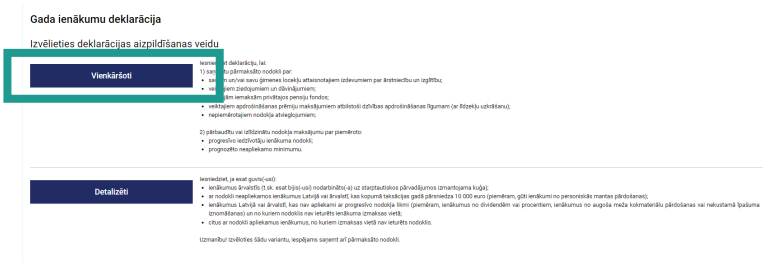 Gada ienākumu deklarācija
Izvēlieties deklarācijas aizpildīšanas veidu
Vienkāršoti
Iesniedzot deklarāciju, lai:
1) saņemtu pārmaksāto nodokli par:
• saviem un/vai savu ģimenes locekļu attaisnotajiem izdevumiem par ārstniecību un izglītību;
• veiktajiem ziedojumiem un dāvinājumiem;
• iemaksām privātajos pensiju fondos;
• veiktajiem apdrošināšanas prēmiju maksājumiem atbilstoši dzīvības apdrošināšanas līgumam (ar līdzekļu uzkrāšanu);
• nepiemērotajiem nodokļa atvieglojumiem;
2) pārbaudītu vai izlīdzinātu nodokļa maksājumu par piemēroto:
• progresīvo iedzīvotāju ienākuma nodokli;
• prognozēto neapliekamo minimumu.
Detalizēti
Iesniedziet, ja esat guvis(-usi):
• ienākumus ārvalstīs (t.sk. esat bijis(-usi) nodarbināts(-a) uz starptautiskos pārvadājumos izmantojama kuģa);
• ar nodokli neapliekamos ienākumus Latvijā vai ārvalstī, kas kopumā taksācijas gadā pārsniedza 10 000 euro (piemēram, gūti ienākumi no personiskās mantas pārdošanas);
• ienākumus Latvijā vai ārvalstī, kas nav apliekami ar progresīvo nodokļa likmi (piemēram, ienākumus no dividendēm vai procentiem, ienākumus no augoša meža kokmateriālu pārdošanas vai nekustamā īpašuma
iznomāšanas) un no kuriem nodoklis nav ieturēts ienākuma izmaksas vietā;
• citus ar nodokli apliekamus ienākumus, no kuriem izmaksas vietā nav ieturēts nodoklis.
Uzmanību! Izvēloties šādu variantu, iespējams saņemt arī pārmaksāto nodokli.